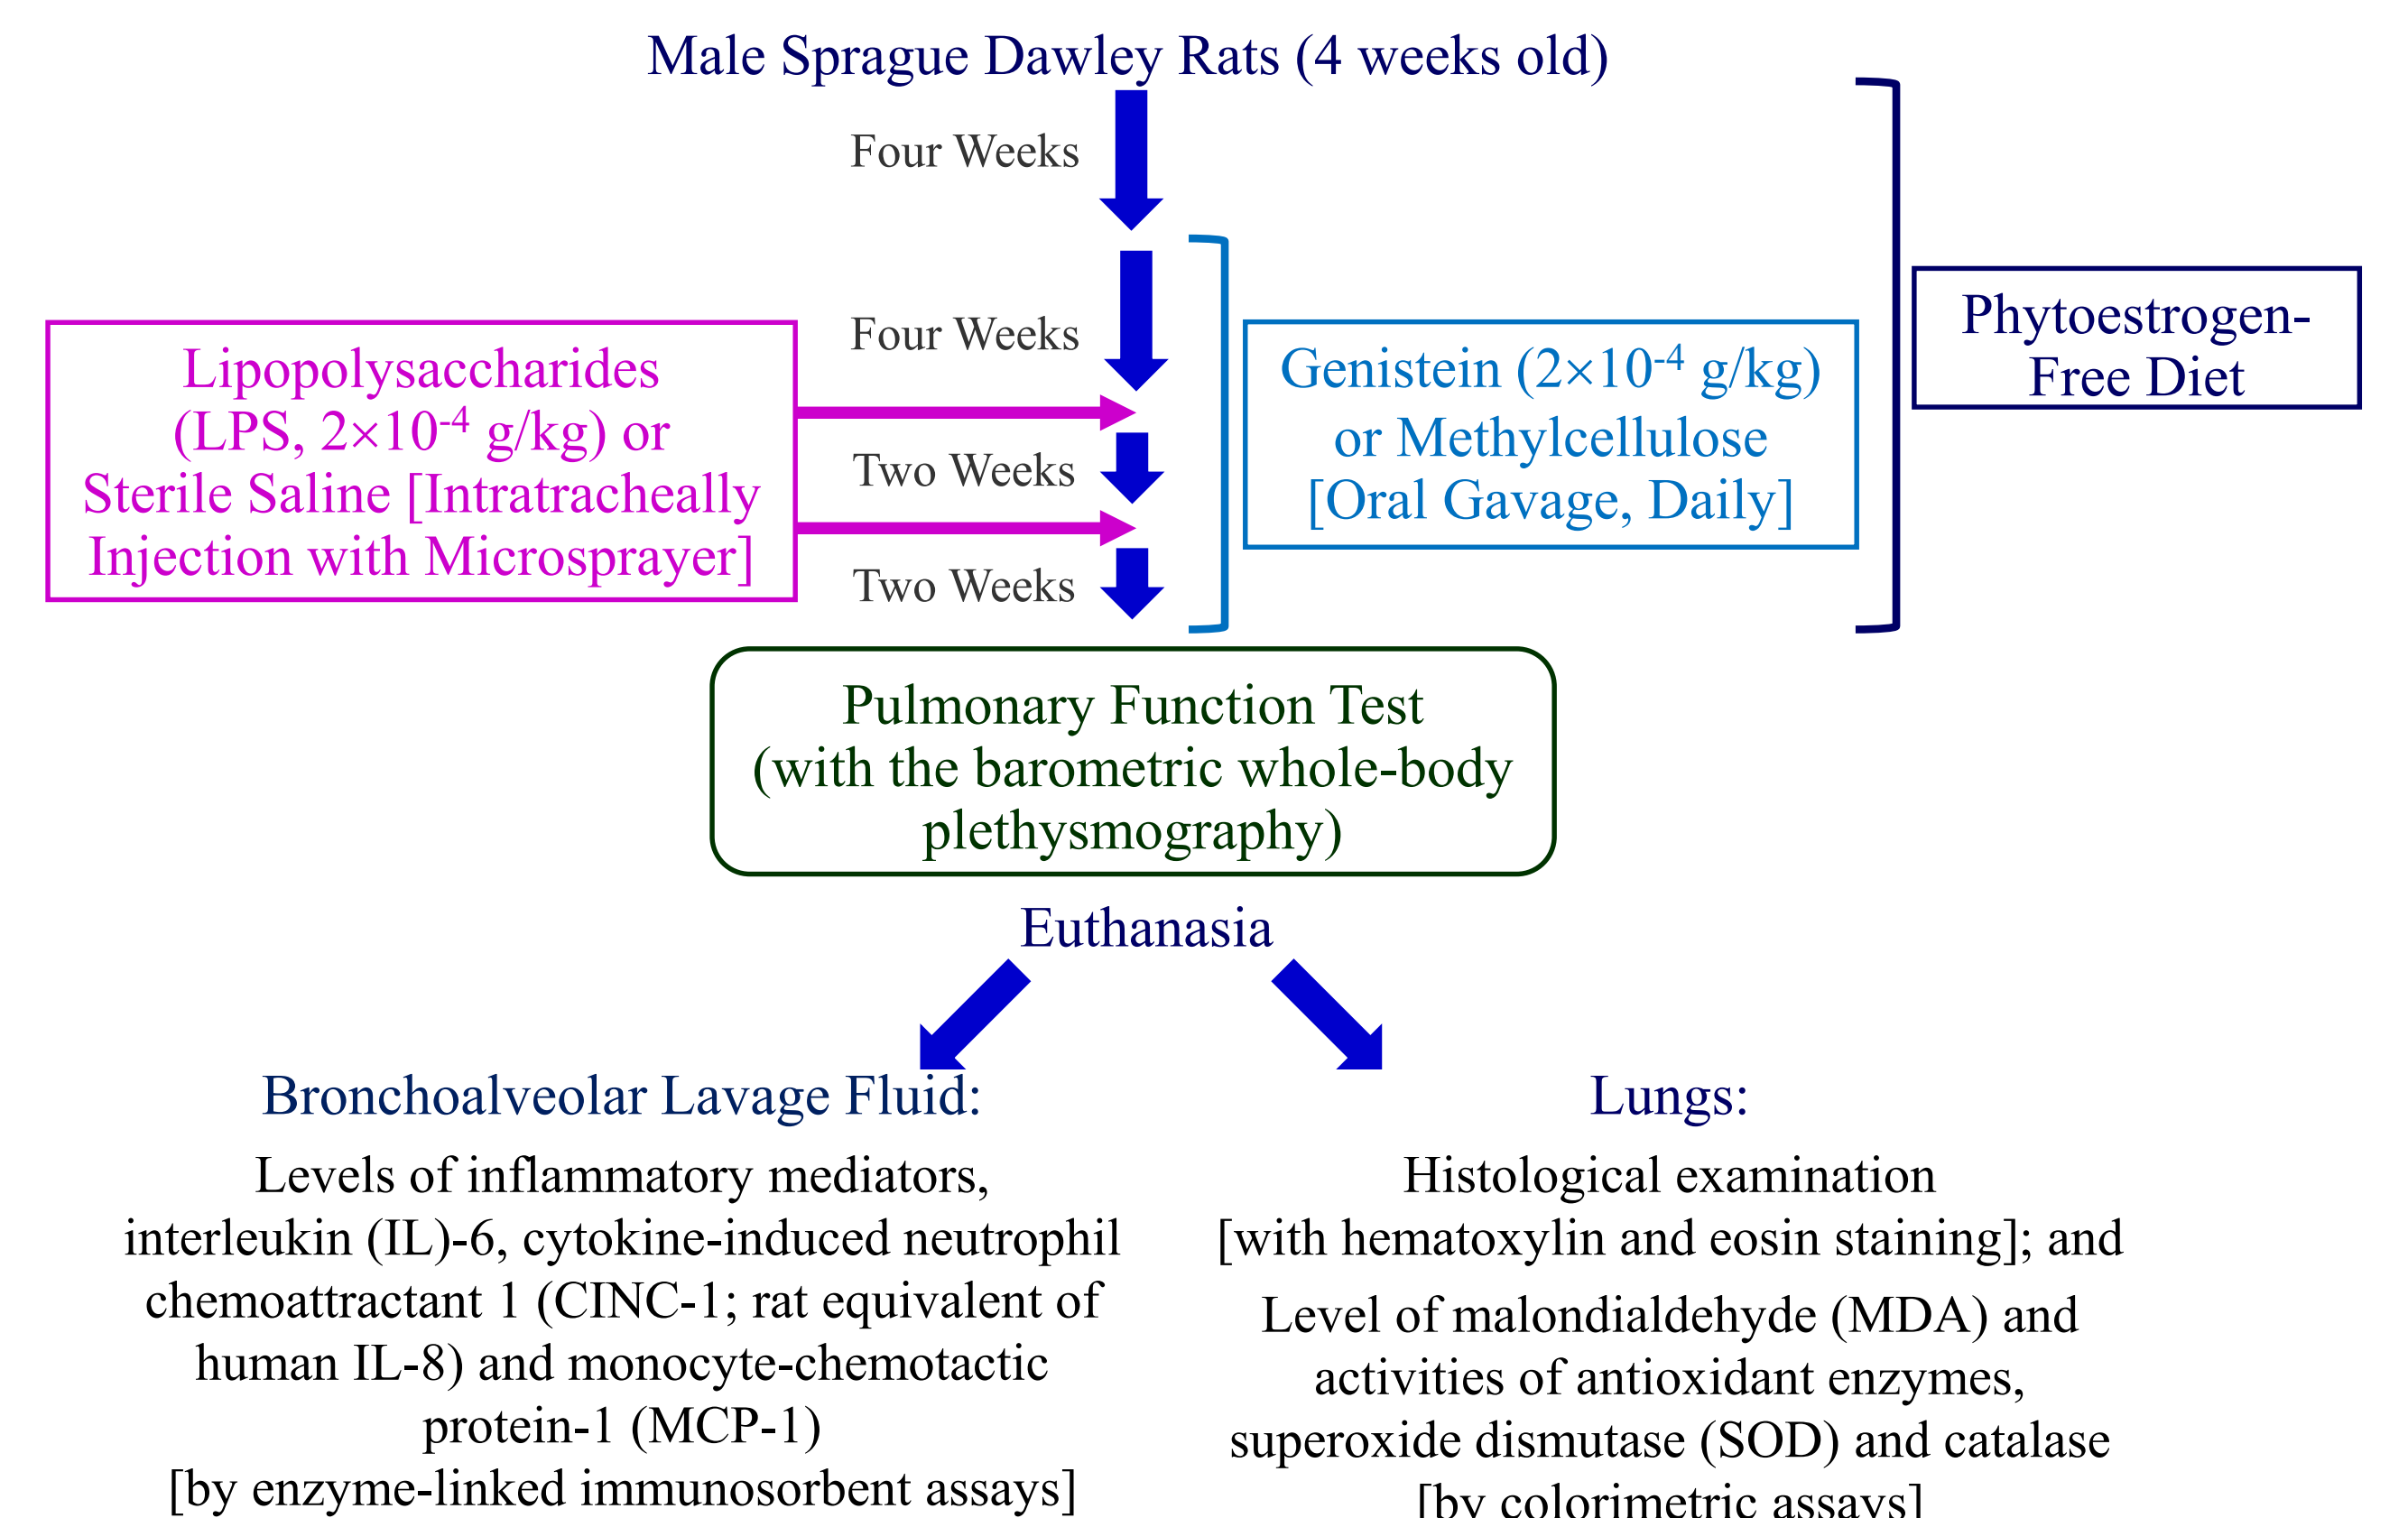 Male Sprague Dawley Rats (4 weeks old)
Four Weeks
Four Weeks
Lipopolysaccharides
(LPS, 2×10⁻⁴ g/kg) or
Sterile Saline [Intratracheally
Injection with Microsprayer]
Two Weeks
Two Weeks
Genistein (2×10⁻⁴ g/kg)
or Methylcellulose
[Oral Gavage, Daily]
Phytoestrogen-
Free Diet
Pulmonary Function Test
(with the barometric whole-body
plethysmography)
Euthanasia
Bronchoalveolar Lavage Fluid:
Levels of inflammatory mediators,
interleukin (IL)-6, cytokine-induced neutrophil
chemoattractant 1 (CINC-1; rat equivalent of
human IL-8) and monocyte-chemotactic
protein-1 (MCP-1)
[by enzyme-linked immunosorbent assays]
Lungs:
Histological examination
[with hematoxylin and eosin staining]; and
Level of malondialdehyde (MDA) and
activities of antioxidant enzymes,
superoxide dismutase (SOD) and catalase
[by colorimetric assays]